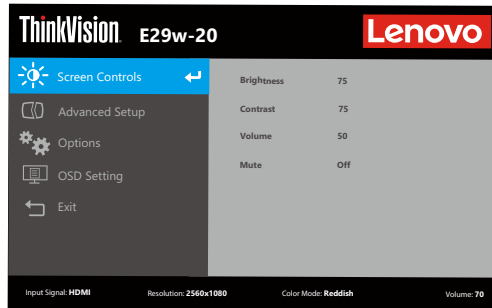 ThinkVision E29w-20 Lenovo
Screen Controls
Advanced Setup
Options
OSD Setting
Exit
Brightness 75
Contrast 75
Volume 50
Mute Off
Input Signal: HDMI Resolution: 2560x1080 Color Mode: Reddish Volume: 70